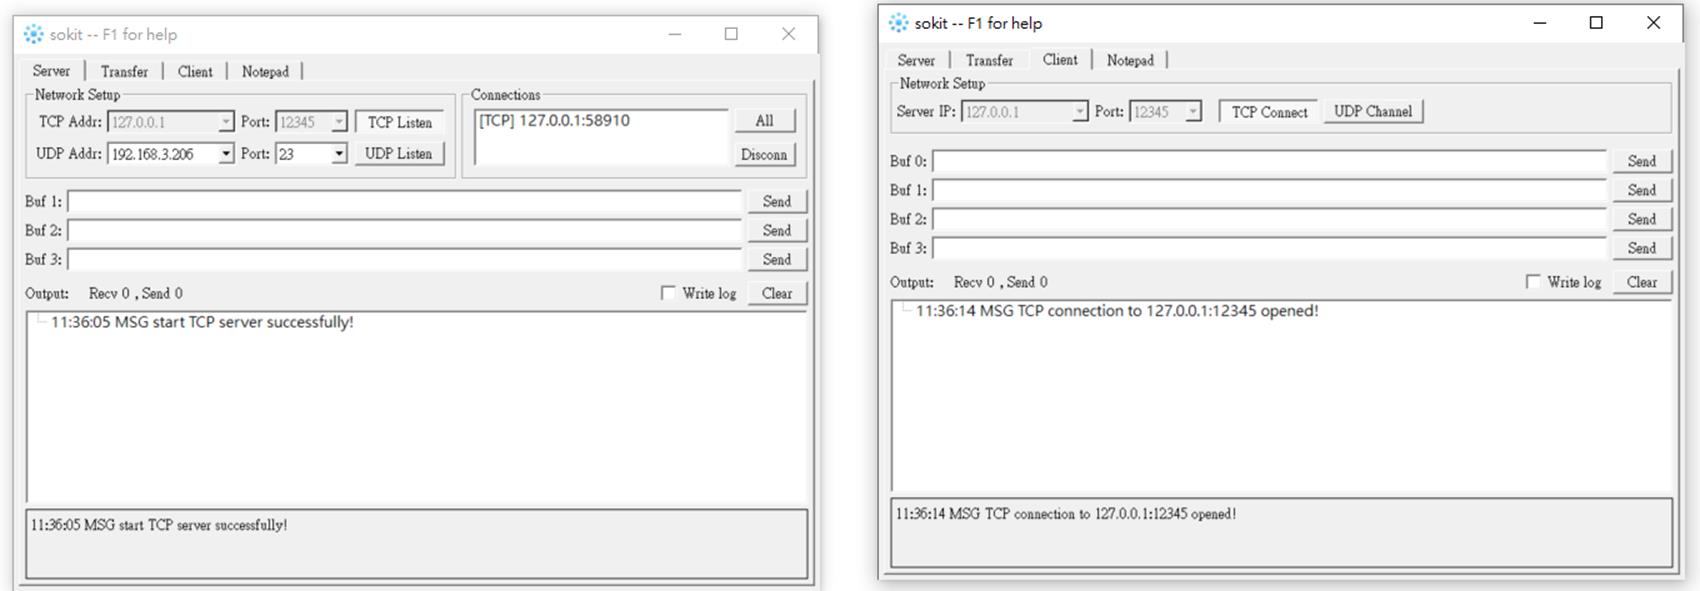 sokit -- F1 for help
Server Transfer Client Notepad
Network Setup
TCP Addr: 127.0.0.1 Port: 12345 TCP Listen
UDP Addr: 192.168.3.206 Port: 23 UDP Listen
Connections
[TCP] 127.0.0.1:58910
All
Disconn
Buf 1: Send
Buf 2: Send
Buf 3: Send
Output: Recv 0 , Send 0 Write log Clear
11:36:05 MSG start TCP server successfully!
11:36:05 MSG start TCP server successfully!
sokit -- F1 for help
Server Transfer Client Notepad
Network Setup
Server IP: 127.0.0.1 Port: 12345 TCP Connect UDP Channel
Buf 0: Send
Buf 1: Send
Buf 2: Send
Buf 3: Send
Output: Recv 0 , Send 0 Write log Clear
11:36:14 MSG TCP connection to 127.0.0.1:12345 opened!
11:36:14 MSG TCP connection to 127.0.0.1:12345 opened!